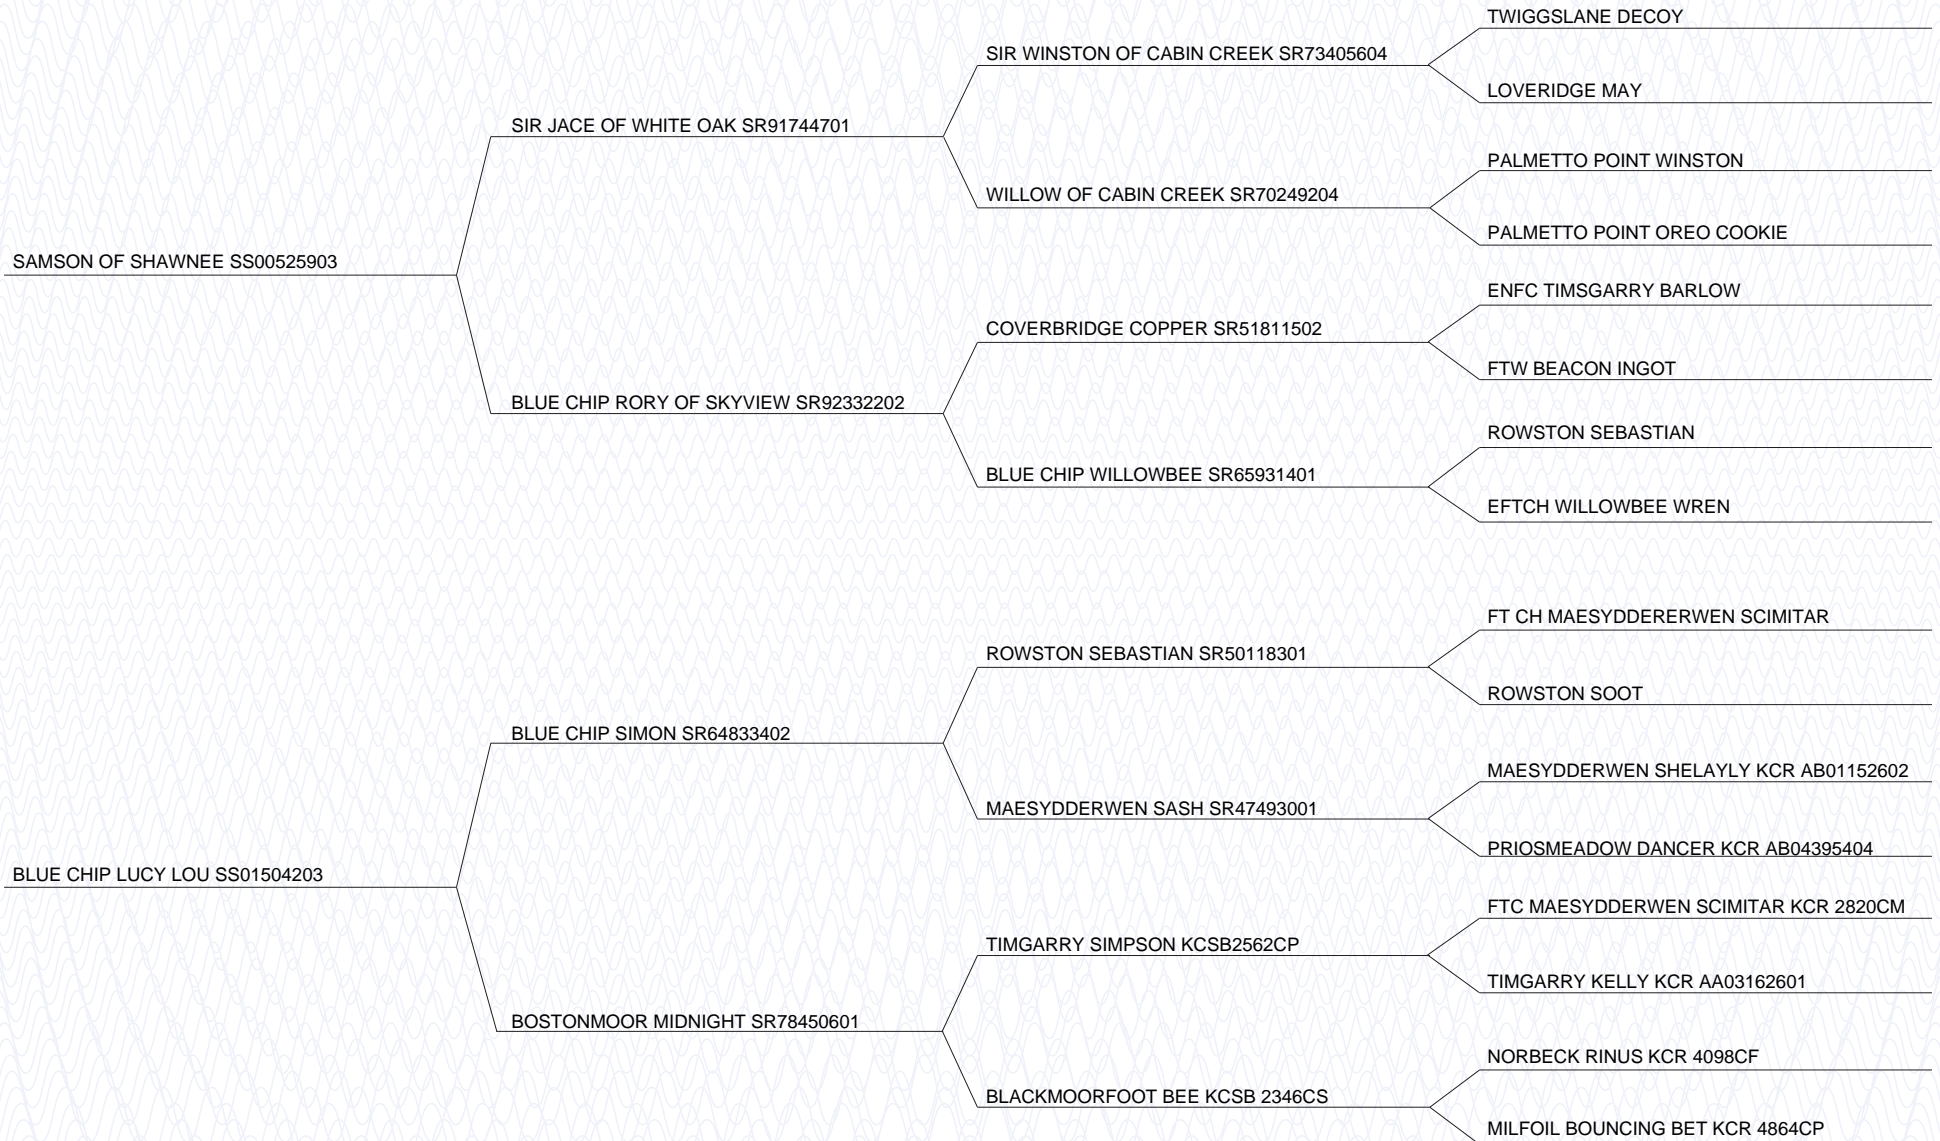 TWIGGSLANE DECOY
SIR WINSTON OF CABIN CREEK SR73405604
LOVERIDGE MAY
SIR JACE OF WHITE OAK SR91744701
PALMETTO POINT WINSTON
WILLOW OF CABIN CREEK SR70249204
PALMETTO POINT OREO COOKIE
SAMSON OF SHAWNEE SS00525903
ENFC TIMSGARRY BARLOW
COVERBRIDGE COPPER SR51811502
FTW BEACON INGOT
BLUE CHIP RORY OF SKYVIEW SR92332202
ROWSTON SEBASTIAN
BLUE CHIP WILLOWBEE SR65931401
EFTCH WILLOWBEE WREN
FT CH MAESYDDERERWEN SCIMITAR
ROWSTON SEBASTIAN SR50118301
ROWSTON SOOT
BLUE CHIP SIMON SR64833402
MAESYDDERWEN SHELAYLY KCR AB01152602
MAESYDDERWEN SASH SR47493001
PRIOSMEADOW DANCER KCR AB04395404
BLUE CHIP LUCY LOU SS01504203
FTC MAESYDDERWEN SCIMITAR KCR 2820CM
TIMGARRY SIMPSON KCSB2562CP
TIMGARRY KELLY KCR AA03162601
BOSTONMOOR MIDNIGHT SR78450601
NORBECK RINUS KCR 4098CF
BLACKMOORFOOT BEE KCSB 2346CS
MILFOIL BOUNCING BET KCR 4864CP